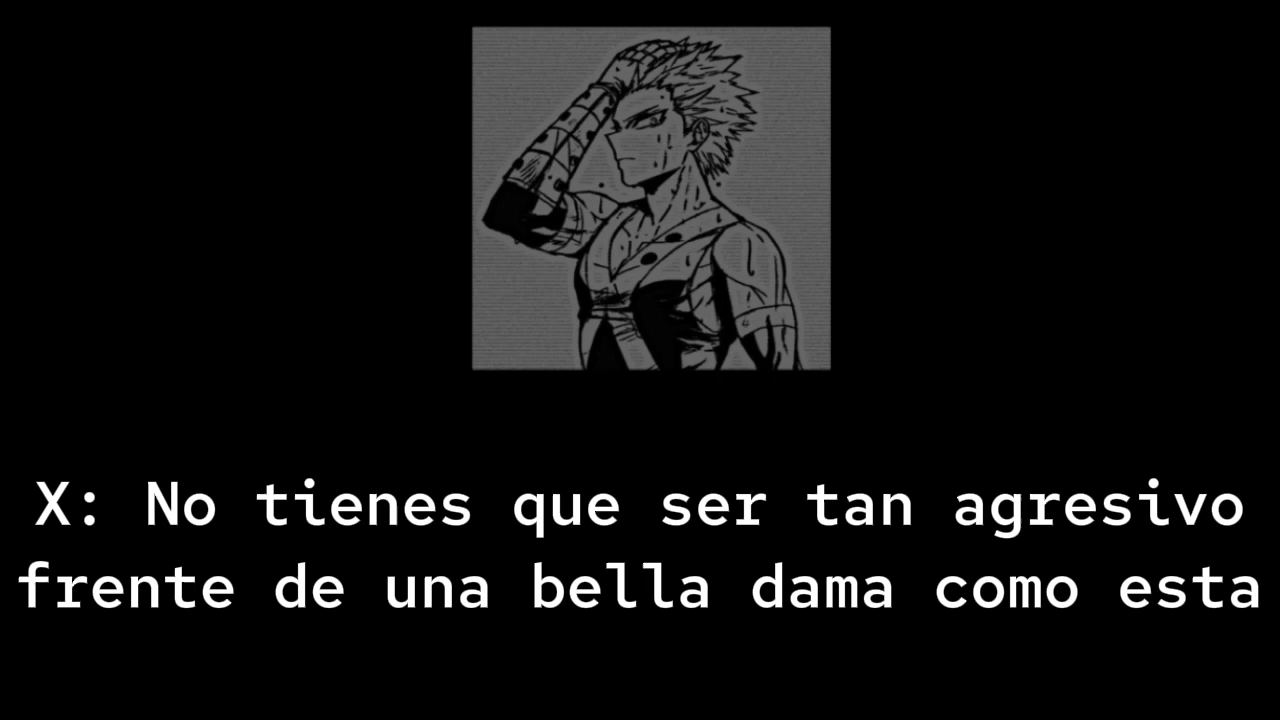 X: No tienes que ser tan agresivo
frente de una bella dama como esta